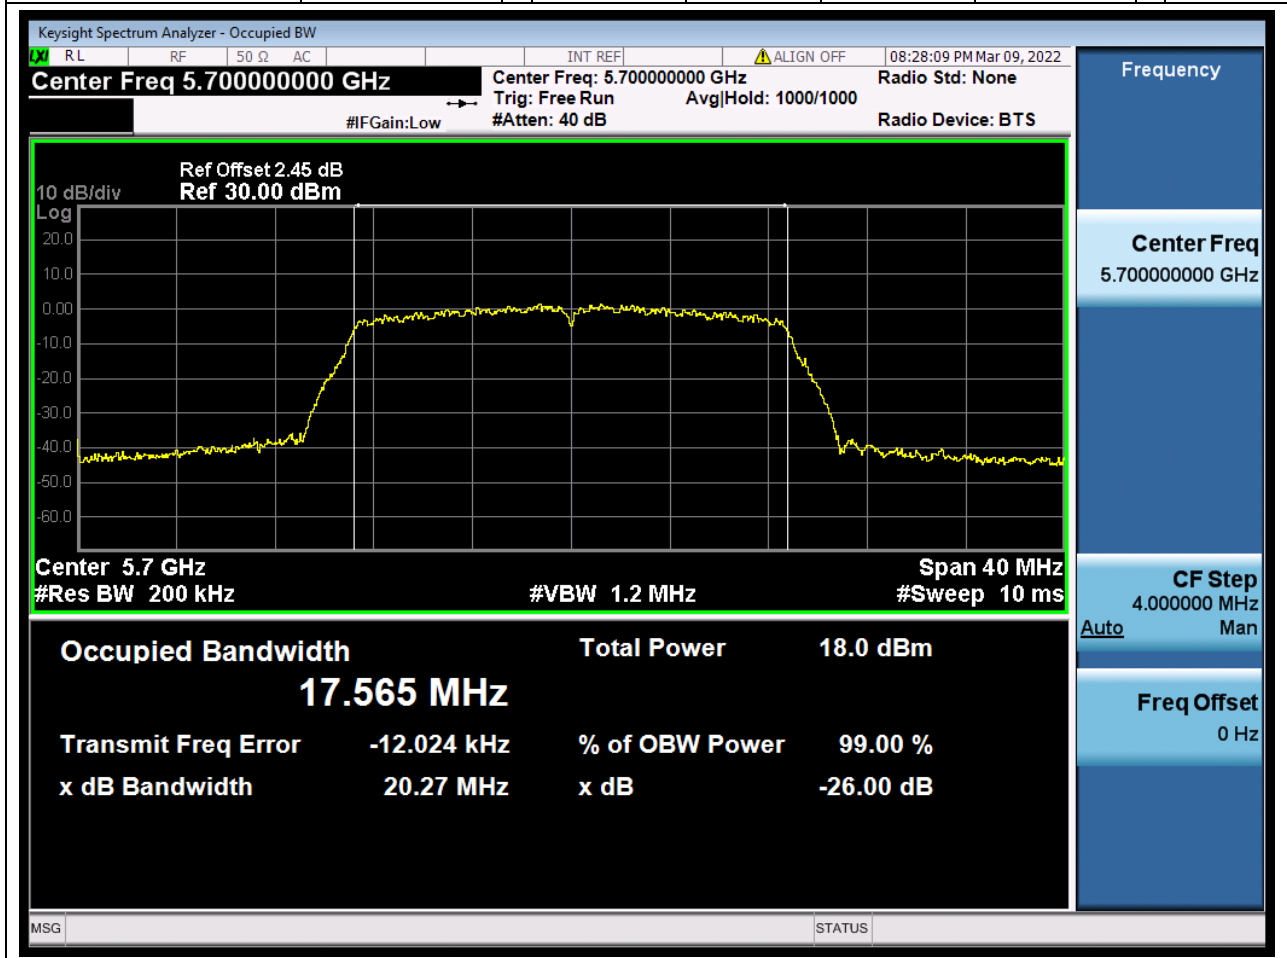 Keysight Spectrum Analyzer - Occupied BW
LXI RL RF 50 Ω AC INT REF ALIGN OFF 08:28:09 PM Mar 09, 2022
Center Freq 5.700000000 GHz
Center Freq: 5.700000000 GHz
Radio Std: None
Trig: Free Run Avg|Hold: 1000/1000
#IFGain:Low
#Atten: 40 dB
Radio Device: BTS
Ref Offset 2.45 dB
10 dB/div Ref 30.00 dBm
Log
20.0
10.0
0.00
-10.0
-20.0
-30.0
-40.0
-50.0
-60.0
Center 5.7 GHz Span 40 MHz
#Res BW 200 kHz #VBW 1.2 MHz #Sweep 10 ms
Occupied Bandwidth Total Power 18.0 dBm
17.565 MHz
Transmit Freq Error -12.024 kHz % of OBW Power 99.00 %
x dB Bandwidth 20.27 MHz x dB -26.00 dB
MSG STATUS
Frequency
Center Freq
5.700000000 GHz
CF Step
4.000000 MHz
Auto Man
Freq Offset
0 Hz